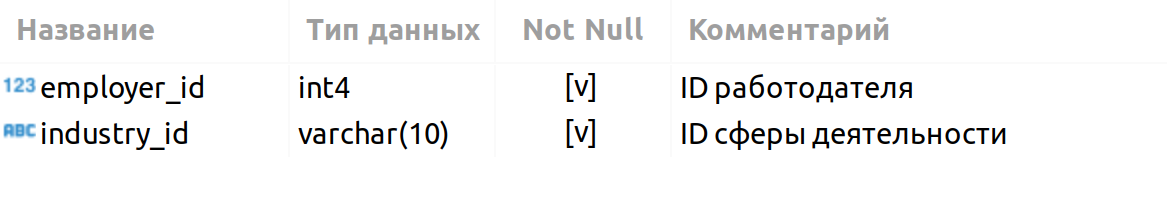 Название Тип данных Not Null Комментарий
123 employer_id int4 [v] ID работодателя
ABC industry_id varchar(10) [v] ID сферы деятельности